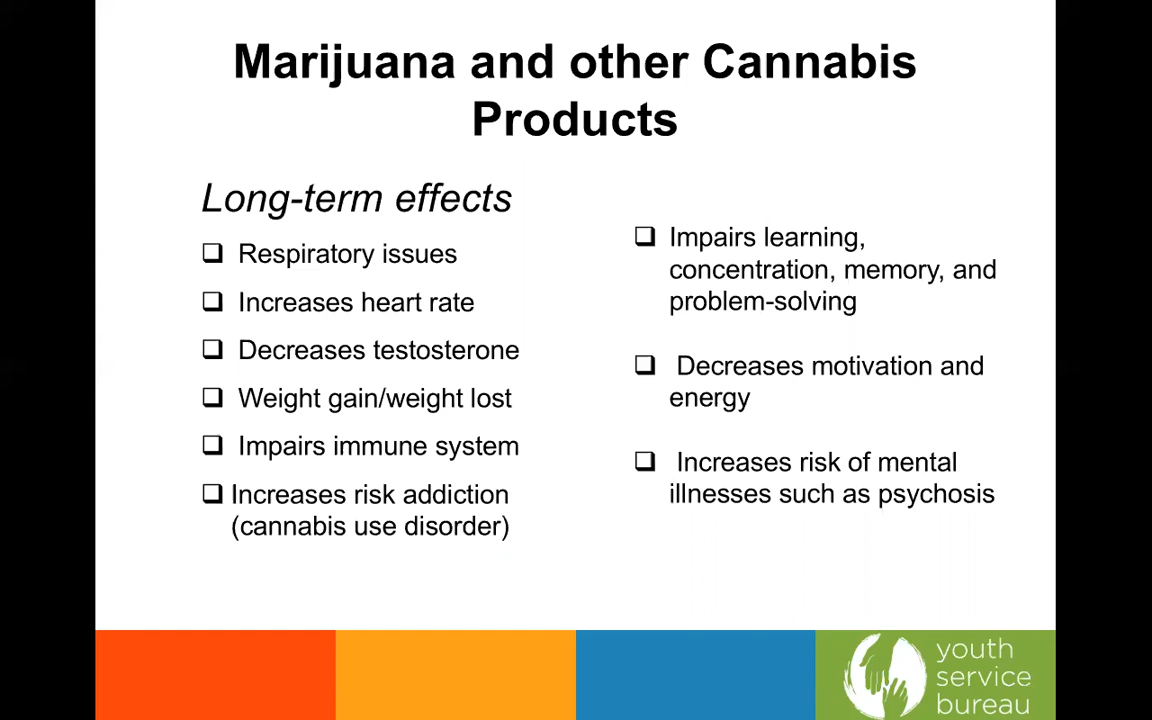 Marijuana and other Cannabis
Products
Long-term effects
❑ Respiratory issues
❑ Increases heart rate
❑ Decreases testosterone
❑ Weight gain/weight lost
❑ Impairs immune system
❑ Increases risk addiction
(cannabis use disorder)
❑ Impairs learning,
concentration, memory, and
problem-solving
❑ Decreases motivation and
energy
❑ Increases risk of mental
illnesses such as psychosis
youth
service
bureau